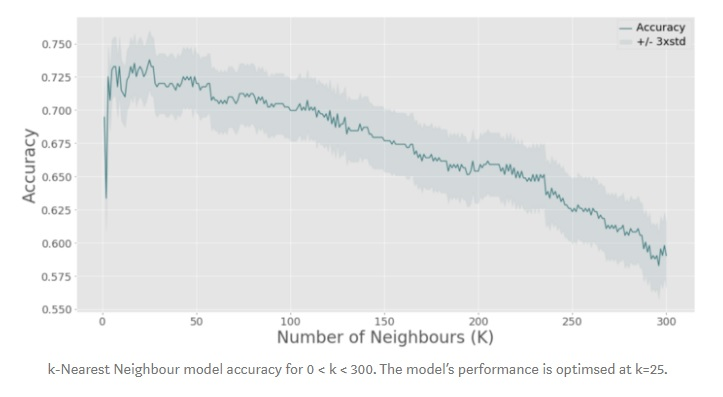 Accuracy
+/- 3xstd
0.750
0.725
0.700
0.675
0.650
0.625
0.600
0.575
0.550
Accuracy
0 50 100 150 200 250 300
Number of Neighbours (K)
k-Nearest Neighbour model accuracy for 0 < k < 300. The model's performance is optimsed at k=25.